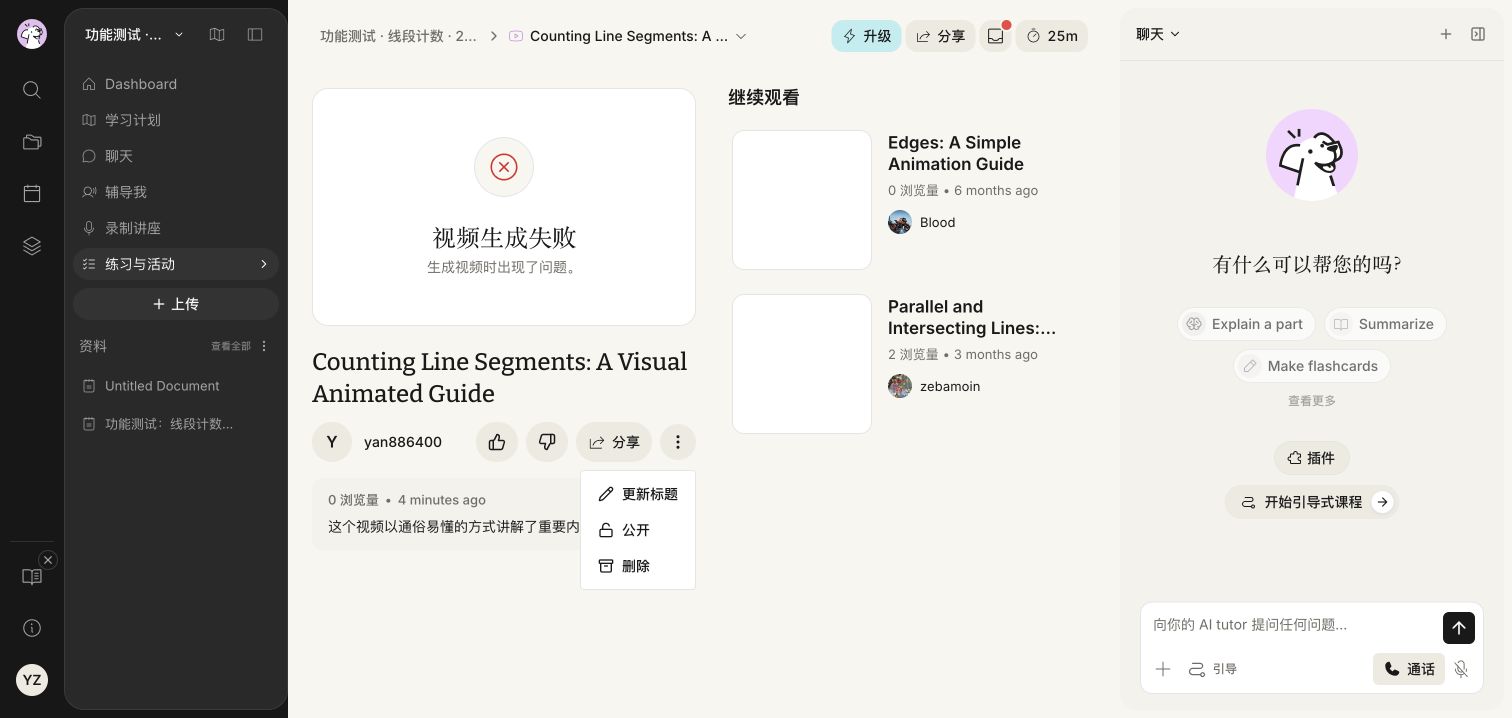 功能测试 ·...
Dashboard
学习计划
聊天
辅导我
录制讲座
练习与活动
上传
资料
查看全部
Untitled Document
功能测试：线段计数...
YZ
功能测试 · 线段计数 · 2...
Counting Line Segments: A ...
升级
分享
25m
视频生成失败
生成视频时出现了问题。
Counting Line Segments: A Visual
Animated Guide
Y
yan886400
分享
0 浏览量 • 4 minutes ago
这个视频以通俗易懂的方式讲解了重要内
更新标题
公开
删除
继续观看
Edges: A Simple
Animation Guide
0 浏览量 • 6 months ago
Blood
Parallel and
Intersecting Lines:...
2 浏览量 • 3 months ago
zebamoin
聊天
有什么可以帮您的吗?
Explain a part
Summarize
Make flashcards
查看更多
插件
开始引导式课程
向你的 AI tutor 提问任何问题...
引导
通话